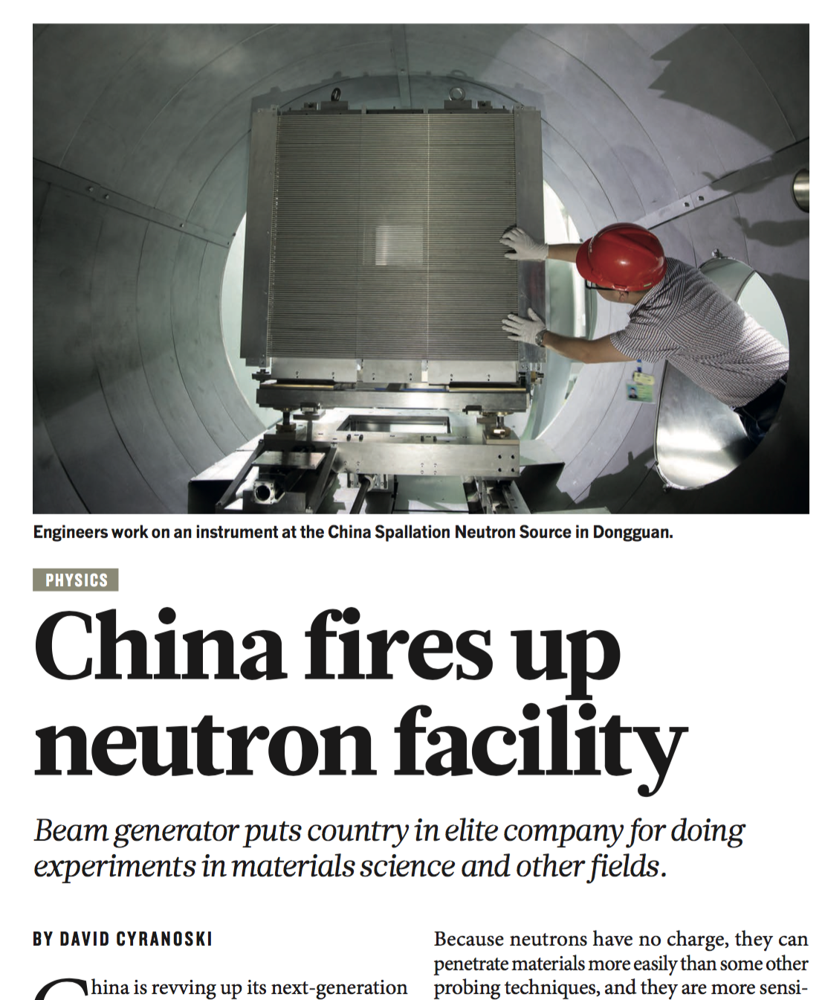 Engineers work on an instrument at the China Spallation Neutron Source in Dongguan.
PHYSICS
China fires up
neutron facility
Beam generator puts country in elite company for doing
experiments in materials science and other fields.
BY DAVID CYRANOSKI
China is revving up its next-generation
Because neutrons have no charge, they can
penetrate materials more easily than some other
probing techniques, and they are more sensi-